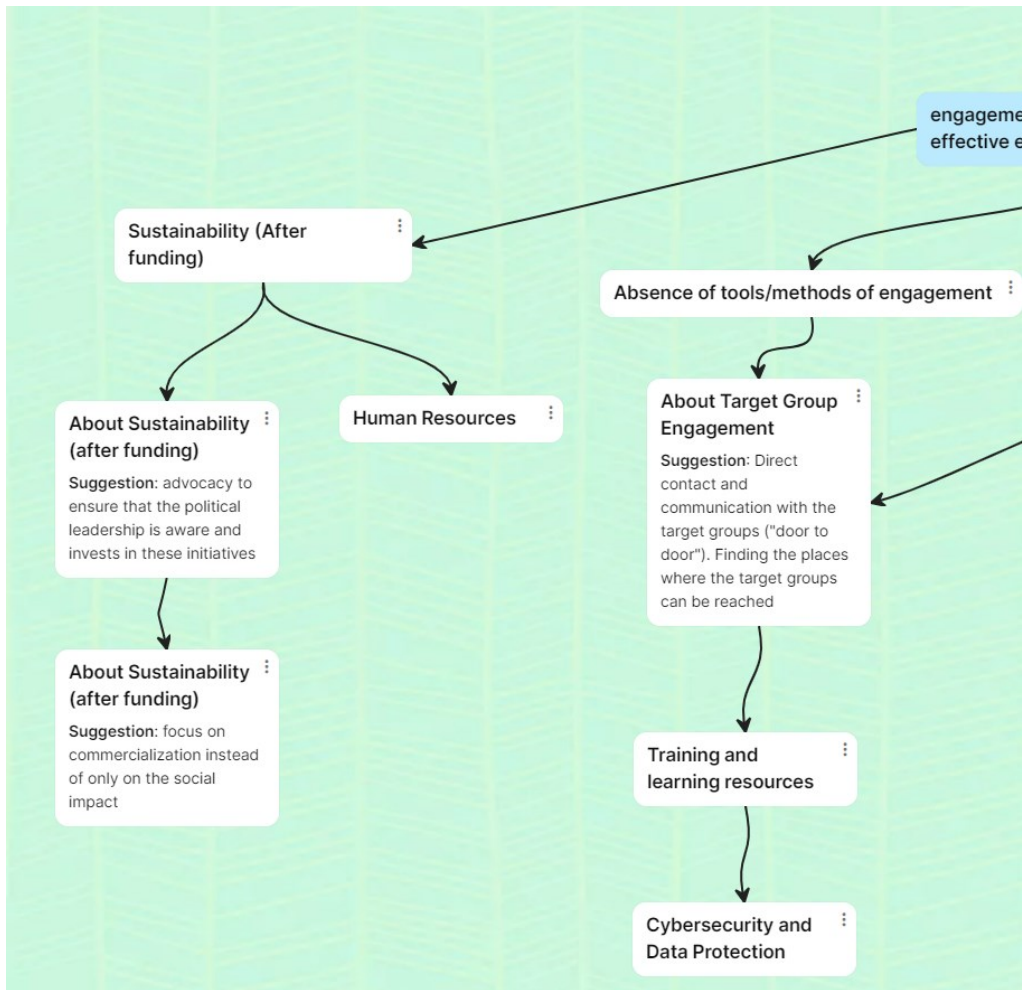 effective e
Sustainability (After
funding)
Absence of tools/methods of engagement
About Sustainability
(after funding)
Suggestion: advocacy to
ensure that the political
leadership is aware and
invests in these initiatives
Human Resources
About Target Group
Engagement
Suggestion: Direct
contact and
communication with the
target groups ("door to
door"). Finding the places
where the target groups
can be reached
About Sustainability
(after funding)
Suggestion: focus on
commercialization instead
of only on the social
impact
Training and
learning resources
Cybersecurity and
Data Protection